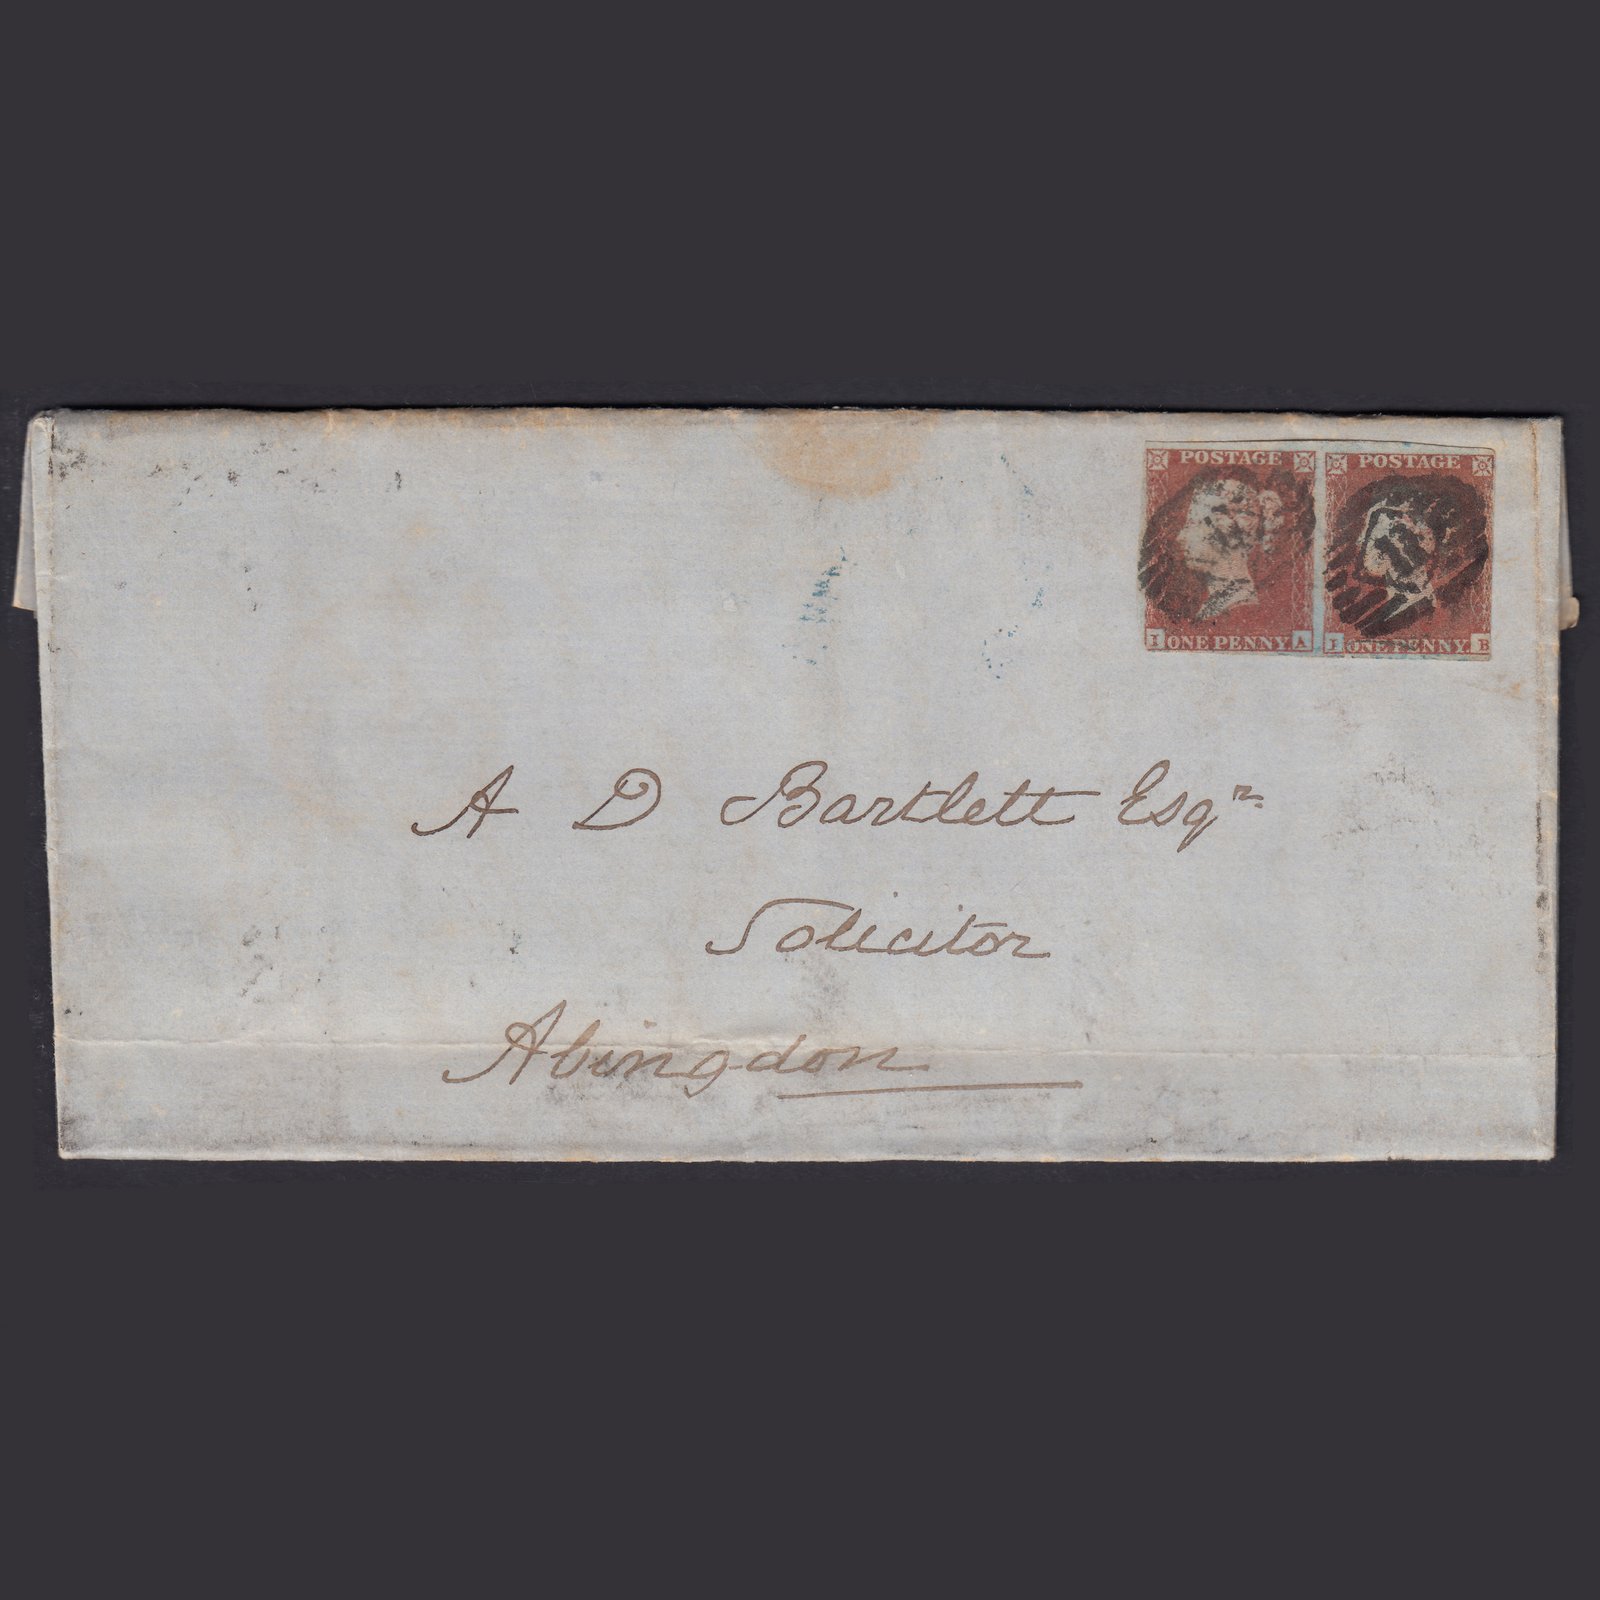 POSTAGE POSTAGE
I ONE PENNY A I ONE PENNY B
A D Bartlett Esqr.
Solicitor
Abingdon